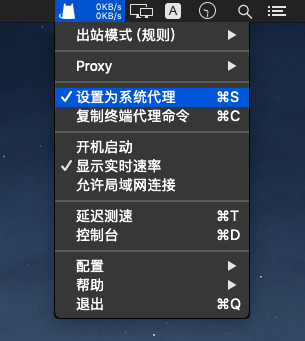 0KB/s
0KB/s
A
出站模式 (规则) ▶
Proxy ▶
✓ 设置为系统代理 ⌘S
复制终端代理命令 ⌘C
开机启动
✓ 显示实时速率
允许局域网连接
延迟测速 ⌘T
控制台 ⌘D
配置 ▶
帮助 ▶
退出 ⌘Q